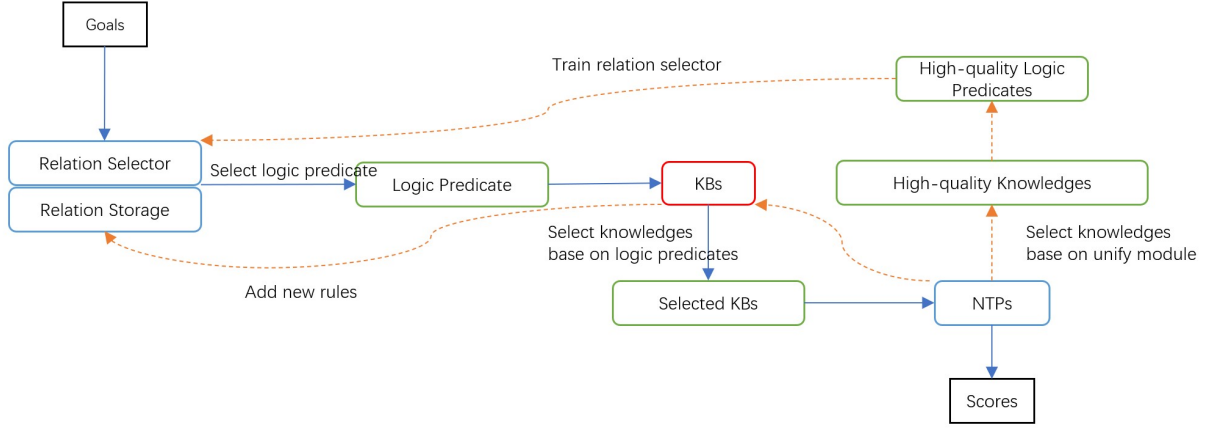 Goals
Train relation selector
High-quality Logic
Predicates
Relation Selector
Select logic predicate
Logic Predicate
KBs
High-quality Knowledges
Relation Storage
Select knowledges
base on logic predicates
Select knowledges
base on unify module
Add new rules
Selected KBs
NTPs
Scores